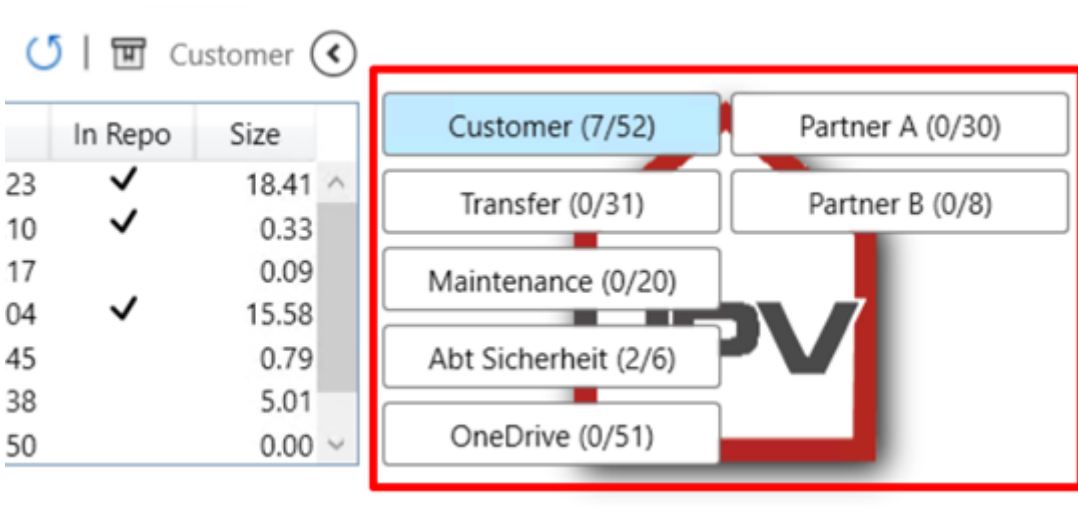 Customer
In Repo Size
23 18.41
10 0.33
17 0.09
04 15.58
45 0.79
38 5.01
50 0.00
Customer (7/52) Partner A (0/30)
Transfer (0/31) Partner B (0/8)
Maintenance (0/20)
Abt Sicherheit (2/6)
OneDrive (0/51)